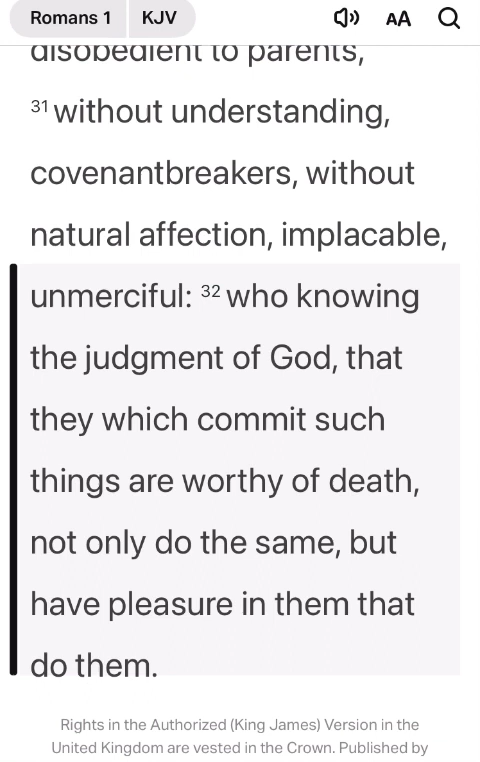 Romans 1 KJV AA
disobedient to parents,
31 without understanding,
covenantbreakers, without
natural affection, implacable,
unmerciful: 32 who knowing
the judgment of God, that
they which commit such
things are worthy of death,
not only do the same, but
have pleasure in them that
do them.
Rights in the Authorized (King James) Version in the
United Kingdom are vested in the Crown. Published by